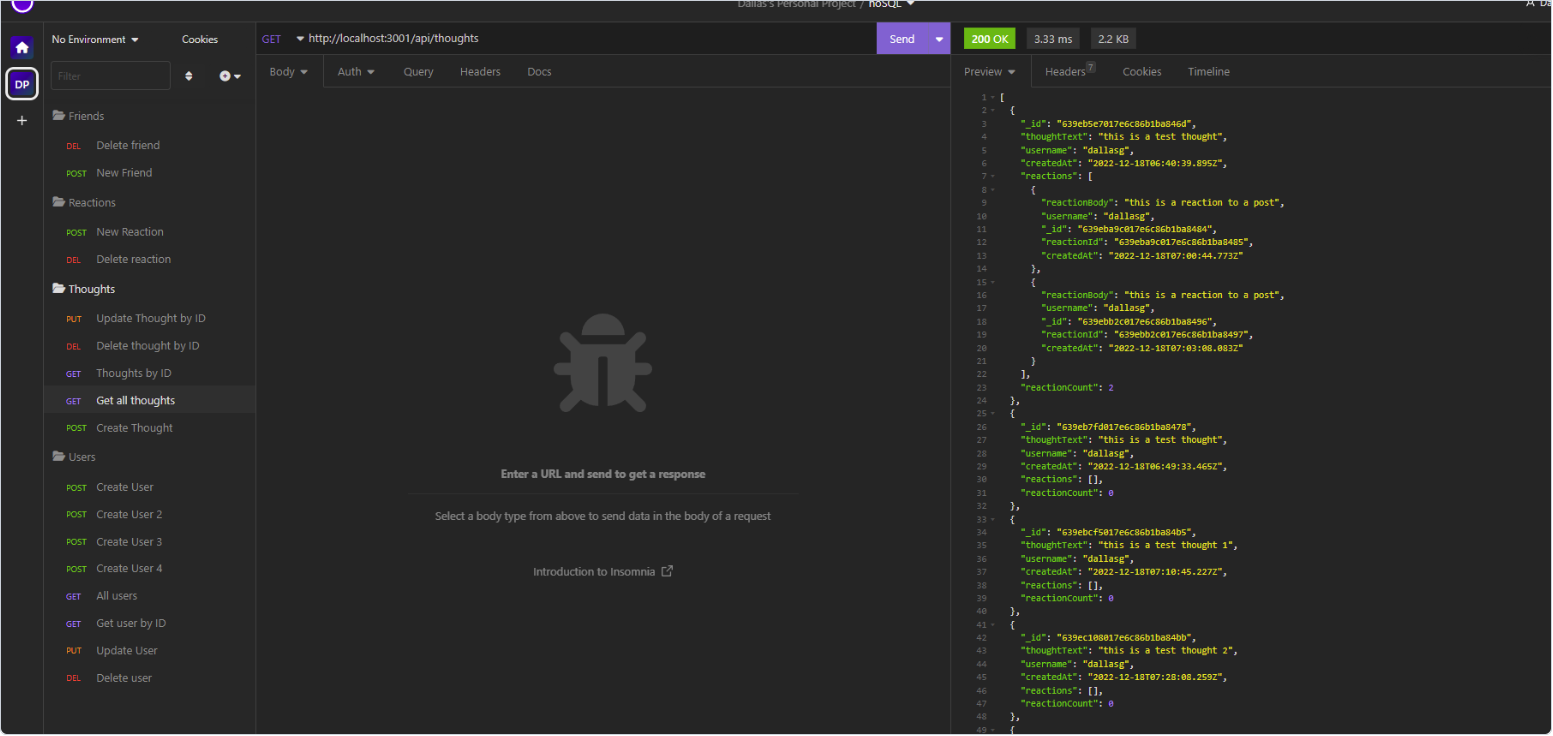 Dallas's Personal Project / noSQL
No Environment
Cookies
DP
Filter
Friends
DEL Delete friend
POST New Friend
Reactions
POST New Reaction
DEL Delete reaction
Thoughts
PUT Update Thought by ID
DEL Delete thought by ID
GET Thoughts by ID
GET Get all thoughts
POST Create Thought
Users
POST Create User
POST Create User 2
POST Create User 3
POST Create User 4
GET All users
GET Get user by ID
PUT Update User
DEL Delete user
GET http://localhost:3001/api/thoughts Send
Body Auth Query Headers Docs
Enter a URL and send to get a response
Select a body type from above to send data in the body of a request
Introduction to Insomnia
200 OK 3.33 ms 2.2 KB
Preview Headers 7 Cookies Timeline
1 [
2 {
3 "_id": "639eb5e7017e6c86b1ba846d",
4 "thoughtText": "this is a test thought",
5 "username": "dallasg",
6 "createdAt": "2022-12-18T06:40:39.895Z",
7 "reactions": [
8 {
9 "reactionBody": "this is a reaction to a post",
10 "username": "dallasg",
11 "_id": "639eba9c017e6c86b1ba8484",
12 "reactionId": "639eba9c017e6c86b1ba8485",
13 "createdAt": "2022-12-18T07:00:44.773Z"
14 },
15 {
16 "reactionBody": "this is a reaction to a post",
17 "username": "dallasg",
18 "_id": "639ebb2c017e6c86b1ba8496",
19 "reactionId": "639ebb2c017e6c86b1ba8497",
20 "createdAt": "2022-12-18T07:03:08.083Z"
21 }
22 ],
23 "reactionCount": 2
24 },
25 {
26 "_id": "639eb7fd017e6c86b1ba8478",
27 "thoughtText": "this is a test thought",
28 "username": "dallasg",
29 "createdAt": "2022-12-18T06:49:33.465Z",
30 "reactions": [],
31 "reactionCount": 0
32 },
33 {
34 "_id": "639ebcf5017e6c86b1ba84b5",
35 "thoughtText": "this is a test thought 1",
36 "username": "dallasg",
37 "createdAt": "2022-12-18T07:10:45.227Z",
38 "reactions": [],
39 "reactionCount": 0
40 },
41 {
42 "_id": "639ec108017e6c86b1ba84bb",
43 "thoughtText": "this is a test thought 2",
44 "username": "dallasg",
45 "createdAt": "2022-12-18T07:28:08.259Z",
46 "reactions": [],
47 "reactionCount": 0
48 },
49 {